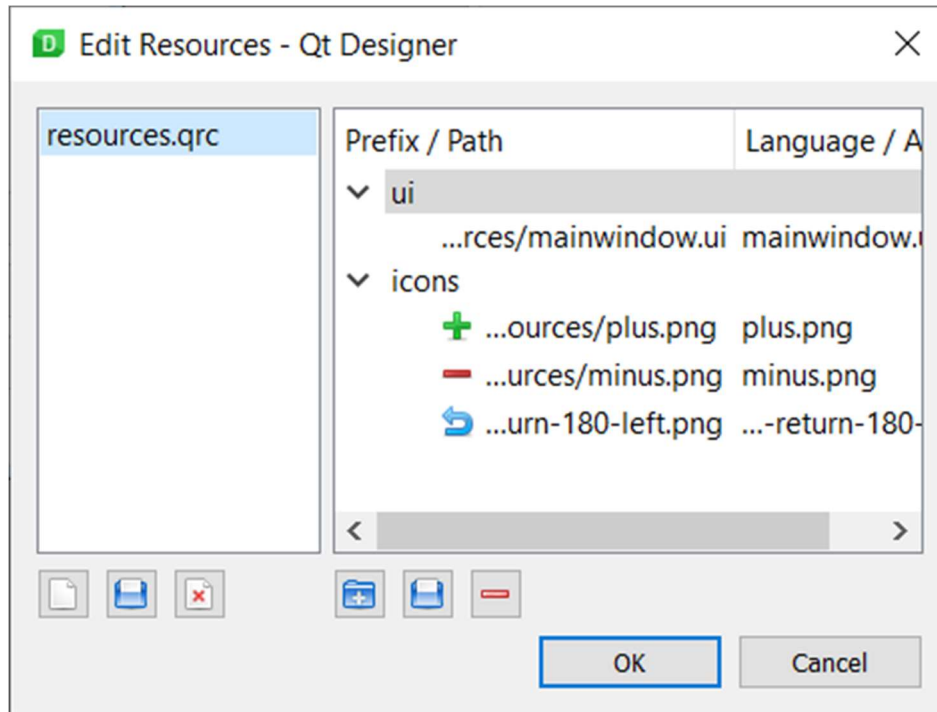 Edit Resources - Qt Designer
resources.qrc
Prefix / Path Language / A
ui
...rces/mainwindow.ui mainwindow.u
icons
...ources/plus.png plus.png
...urces/minus.png minus.png
...urn-180-left.png ...-return-180-
OK Cancel